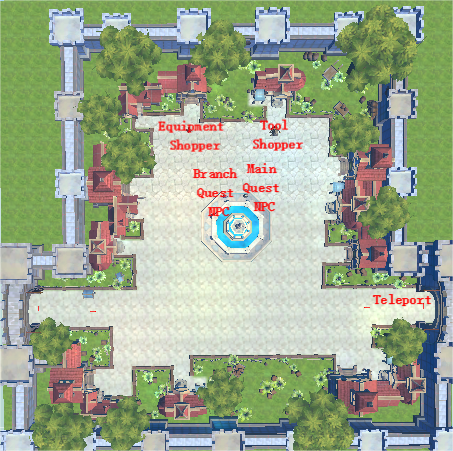 Equipment
Shopper
Tool
Shopper
Branch
Quest
NPC
Main
Quest
NPC
Teleport